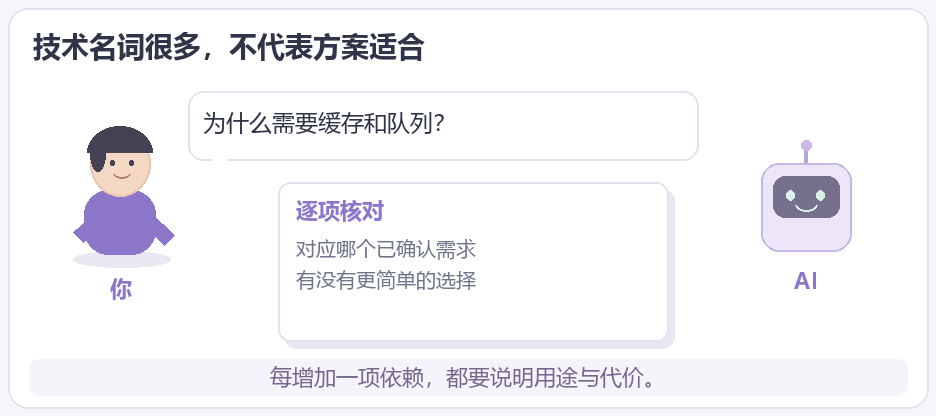 技术名词很多，不代表方案适合
为什么需要缓存和队列？
逐项核对
对应哪个已确认需求
有没有更简单的选择
你
AI
每增加一项依赖，都要说明用途与代价。